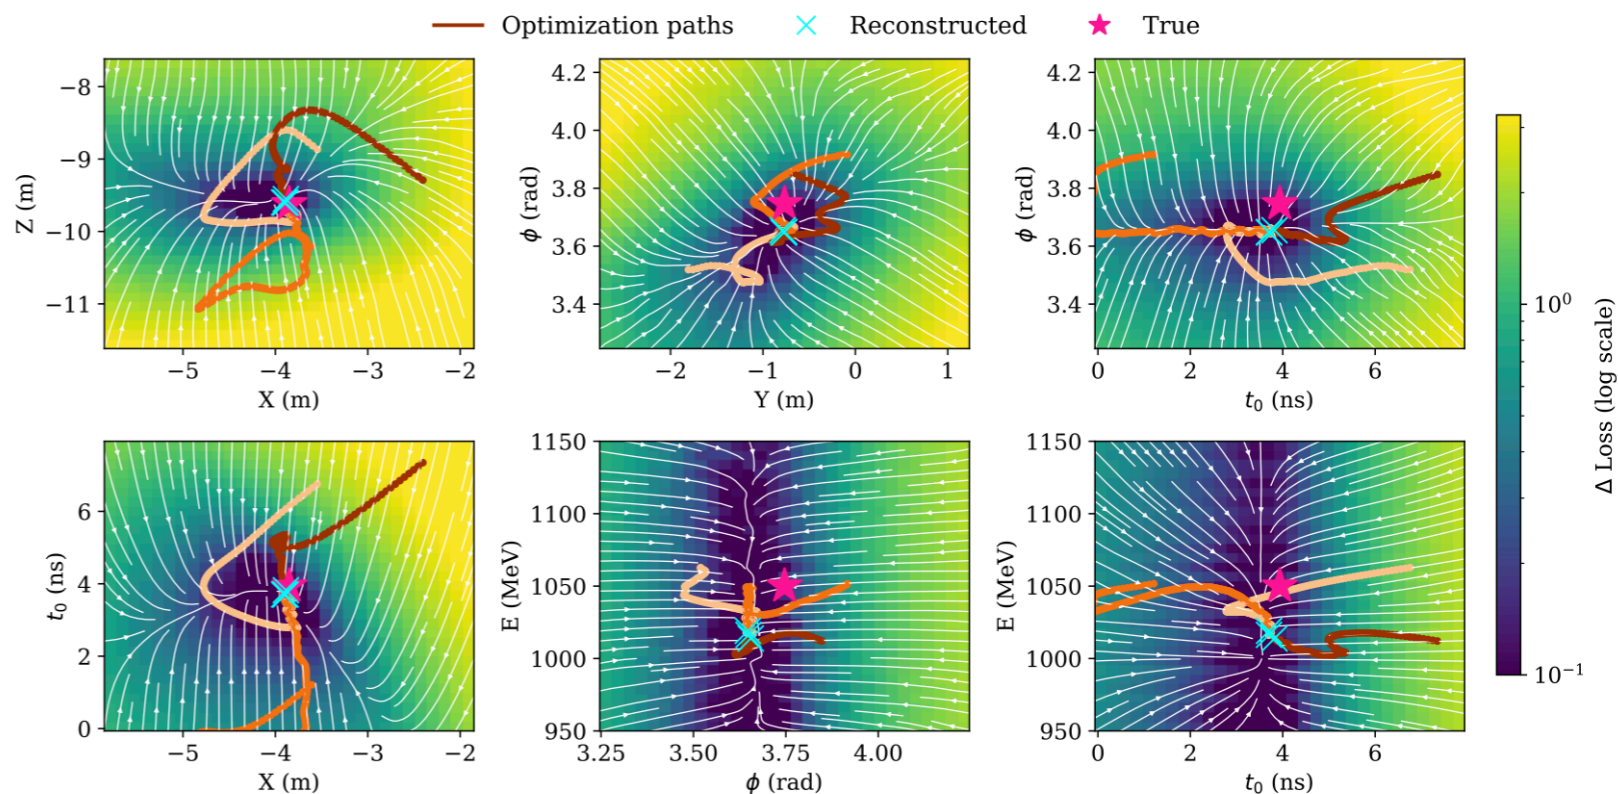 Optimization paths Reconstructed True
−8
−9
−10
−11
Z (m)
−5 −4 −3 −2
X (m)
4.2
4.0
3.8
3.6
3.4
ϕ (rad)
−2 −1 0 1
Y (m)
4.2
4.0
3.8
3.6
3.4
ϕ (rad)
0 2 4 6
t₀ (ns)
6
4
2
0
t₀ (ns)
−5 −4 −3 −2
X (m)
1150
1100
1050
1000
950
E (MeV)
3.25 3.50 3.75 4.00
ϕ (rad)
1150
1100
1050
1000
950
E (MeV)
0 2 4 6
t₀ (ns)
10⁰
10⁻¹
Δ Loss (log scale)